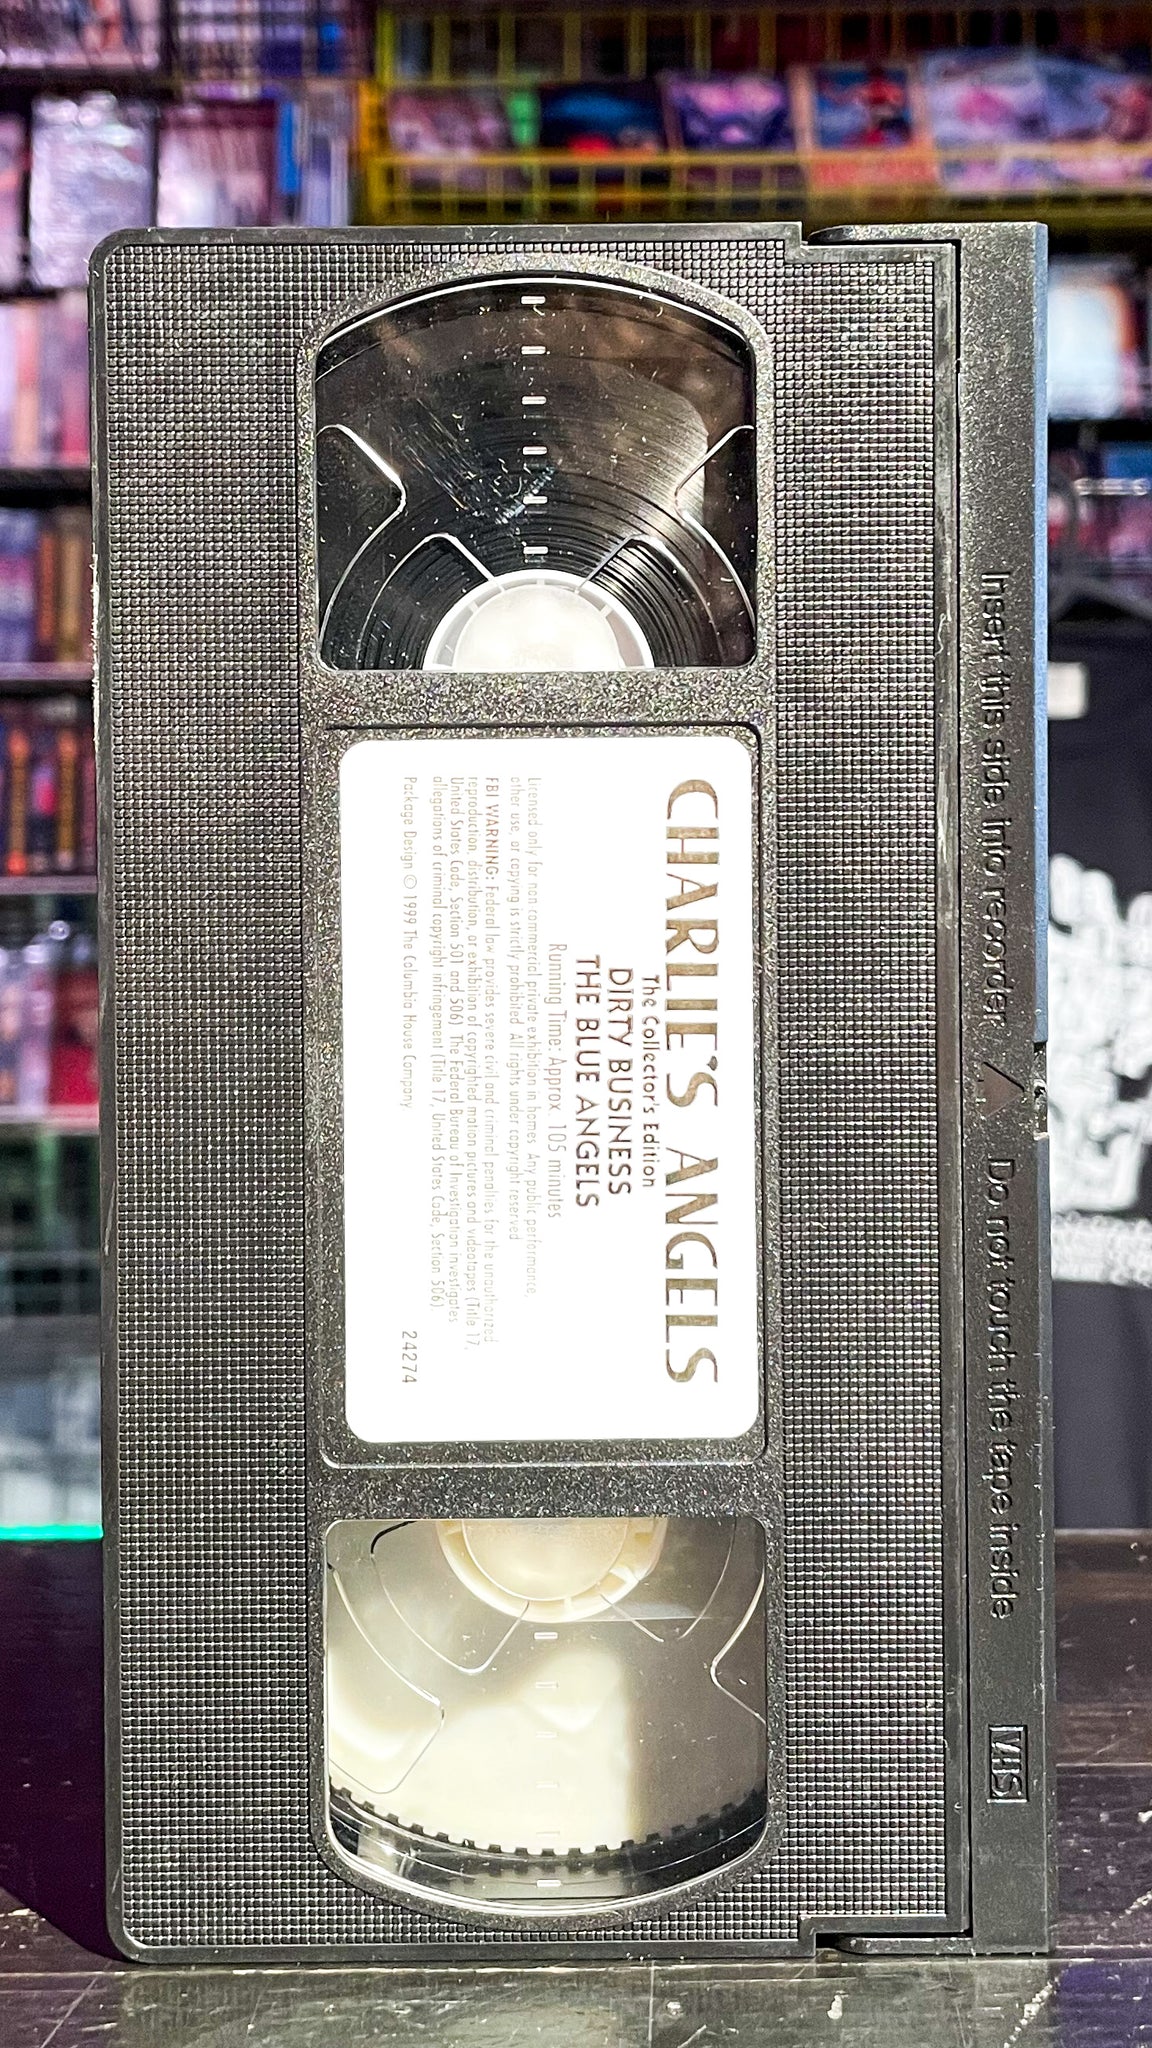 Insert this side into recorder
Do not touch the tape inside
VHS
CHARLIE'S ANGELS
The Collector's Edition
DIRTY BUSINESS
THE BLUE ANGELS
Running Time: Approx. 105 minutes
Licensed only for non-commercial private exhibition in homes. Any public performance,
other use, or copying is strictly prohibited. All rights under copyright reserved
FBI WARNING: Federal law provides severe civil and criminal penalties for the unauthorized
reproduction, distribution, or exhibition of copyrighted motion pictures and videotapes (Title 17,
United States Code, Section 501 and 506) The Federal Bureau of Investigation investigates
allegations of criminal copyright infringement (Title 17, United States Code, Section 506).
Package Design © 1999 The Columbia House Company
24274